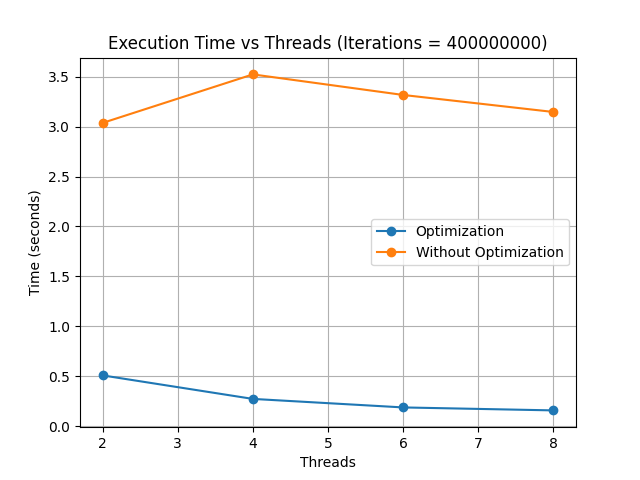 Execution Time vs Threads (Iterations = 400000000)
3.5
3.0
2.5
2.0
1.5
1.0
0.5
0.0
Time (seconds)
Optimization
Without Optimization
2 3 4 5 6 7 8
Threads